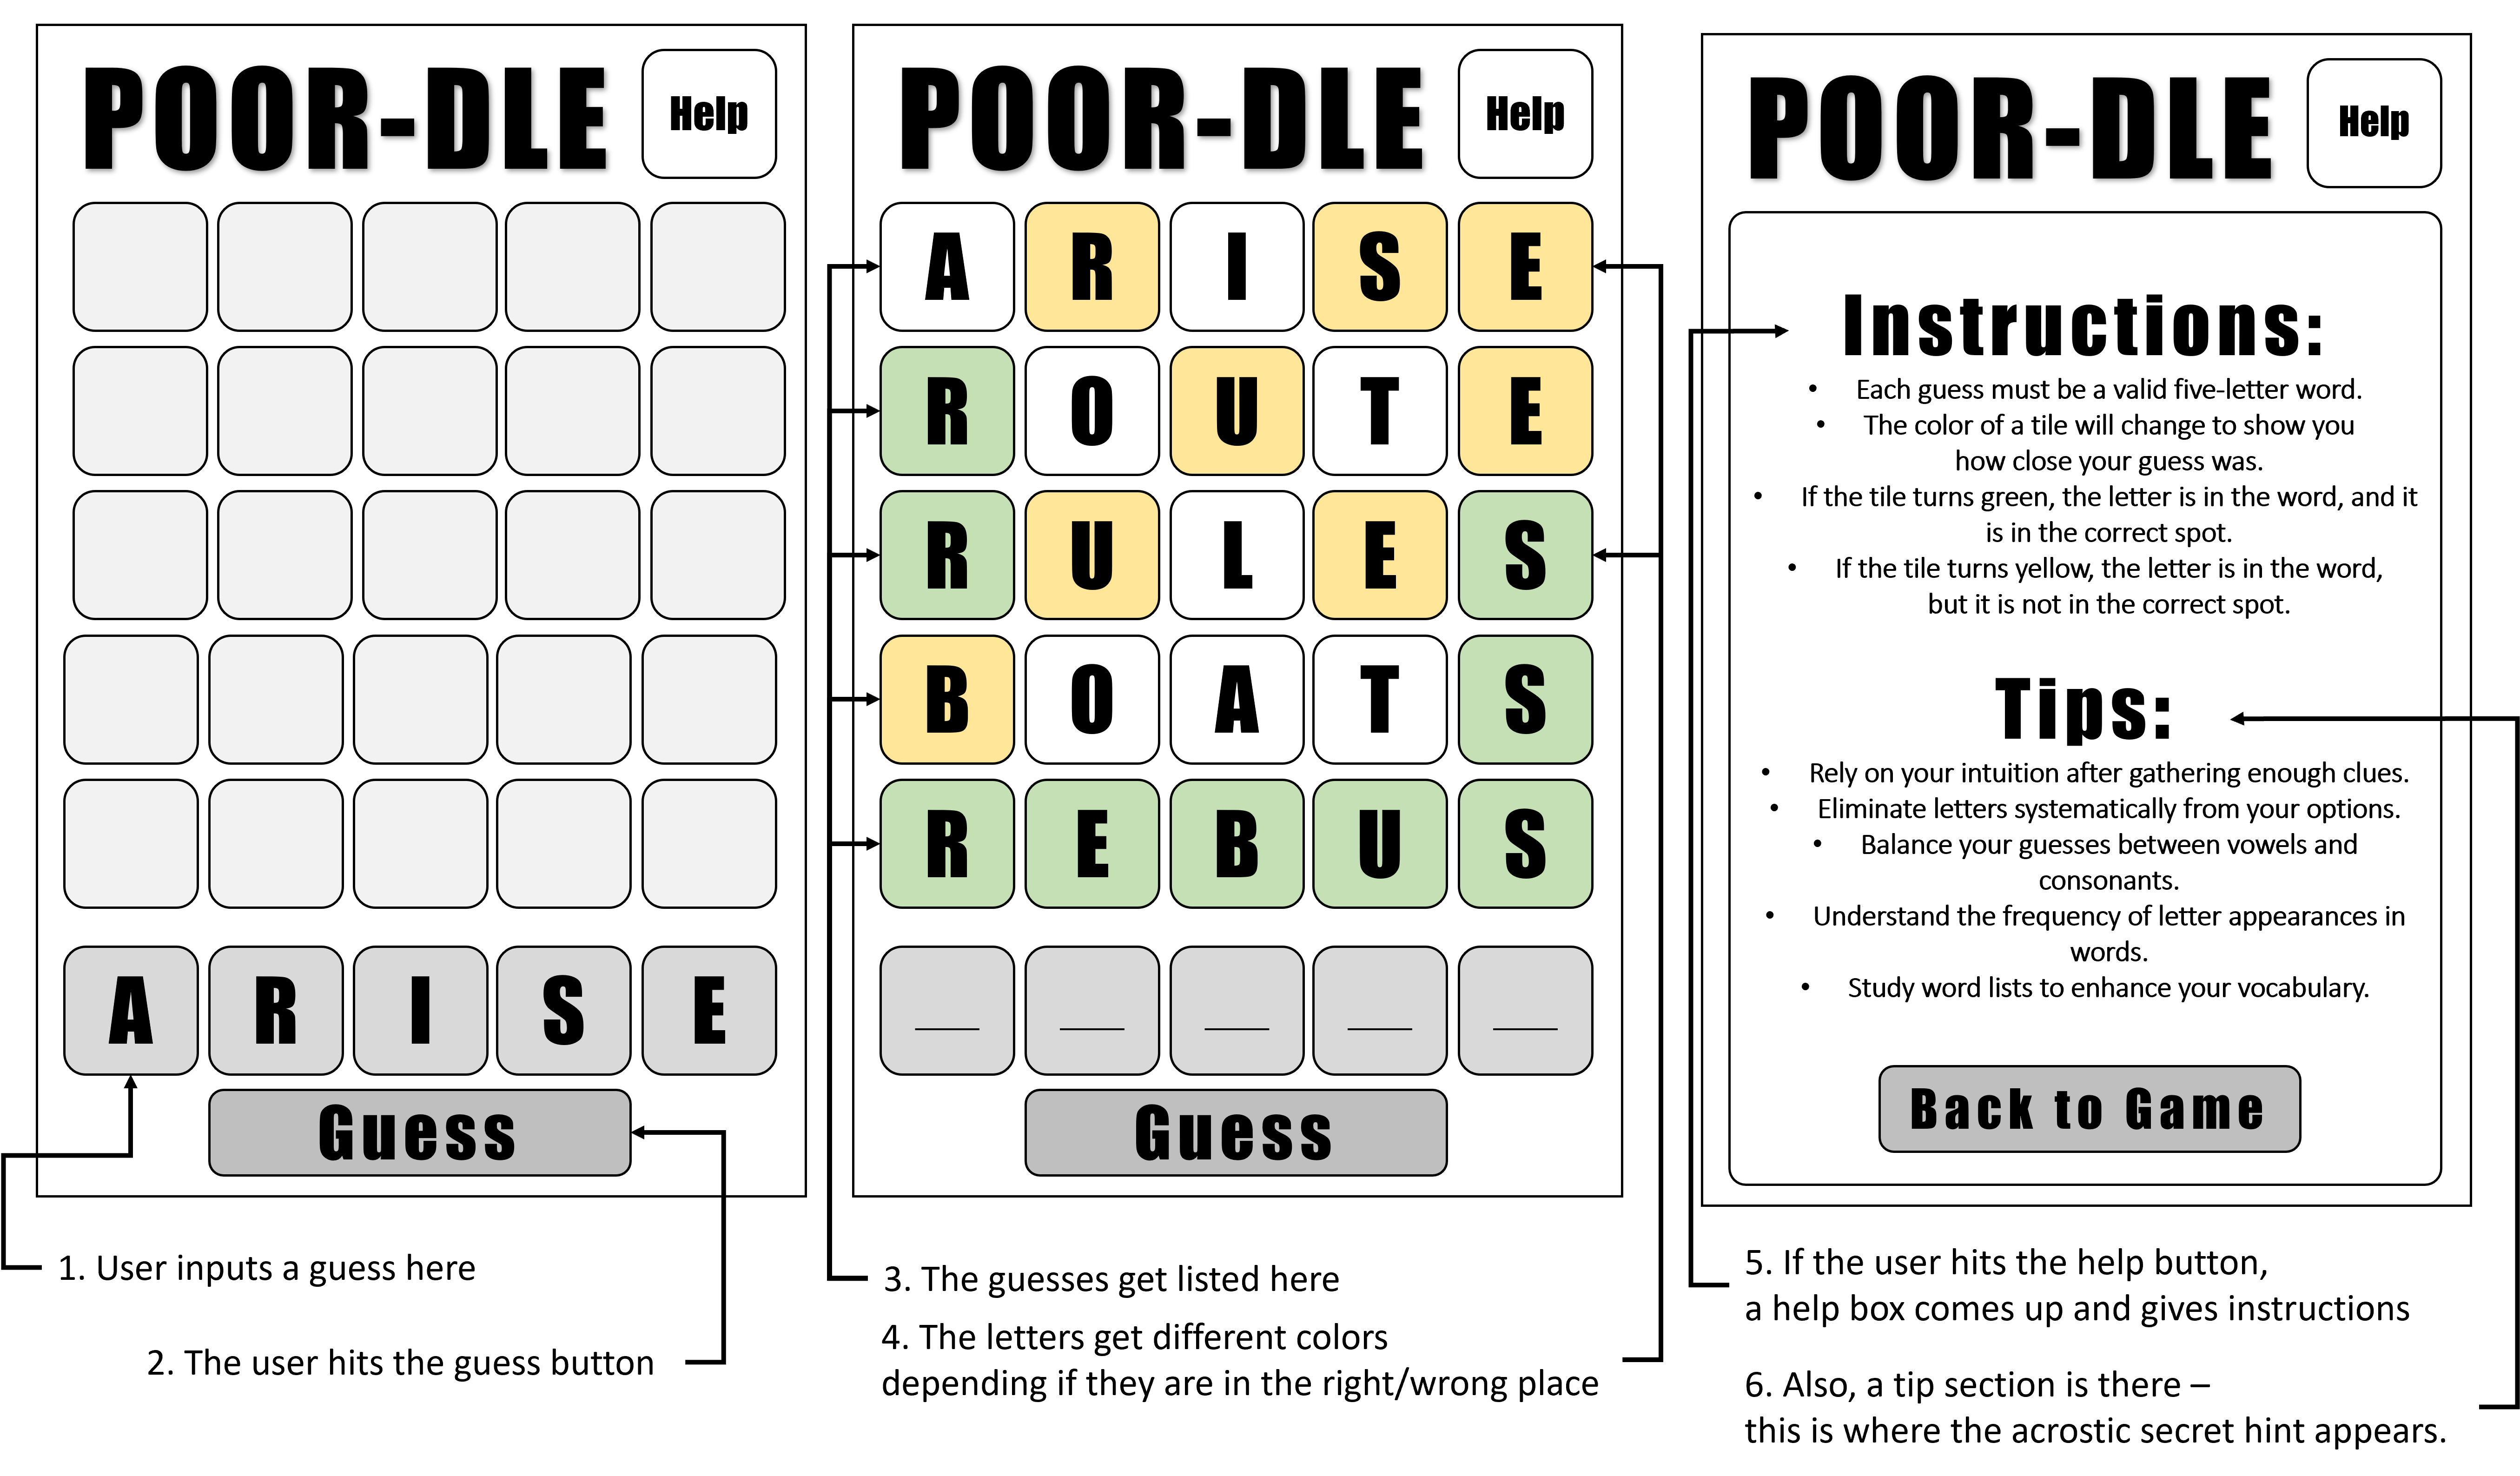 POOR-DLE
Help
A R I S E
Guess
1. User inputs a guess here
2. The user hits the guess button
POOR-DLE
Help
A R I S E
R O U T E
R U L E S
B O A T S
R E B U S
Guess
3. The guesses get listed here
4. The letters get different colors
depending if they are in the right/wrong place
POOR-DLE
Help
Instructions:
• Each guess must be a valid five-letter word.
• The color of a tile will change to show you
how close your guess was.
• If the tile turns green, the letter is in the word, and it
is in the correct spot.
• If the tile turns yellow, the letter is in the word,
but it is not in the correct spot.
Tips:
• Rely on your intuition after gathering enough clues.
• Eliminate letters systematically from your options.
• Balance your guesses between vowels and
consonants.
• Understand the frequency of letter appearances in
words.
• Study word lists to enhance your vocabulary.
Back to Game
5. If the user hits the help button,
a help box comes up and gives instructions
6. Also, a tip section is there –
this is where the acrostic secret hint appears.